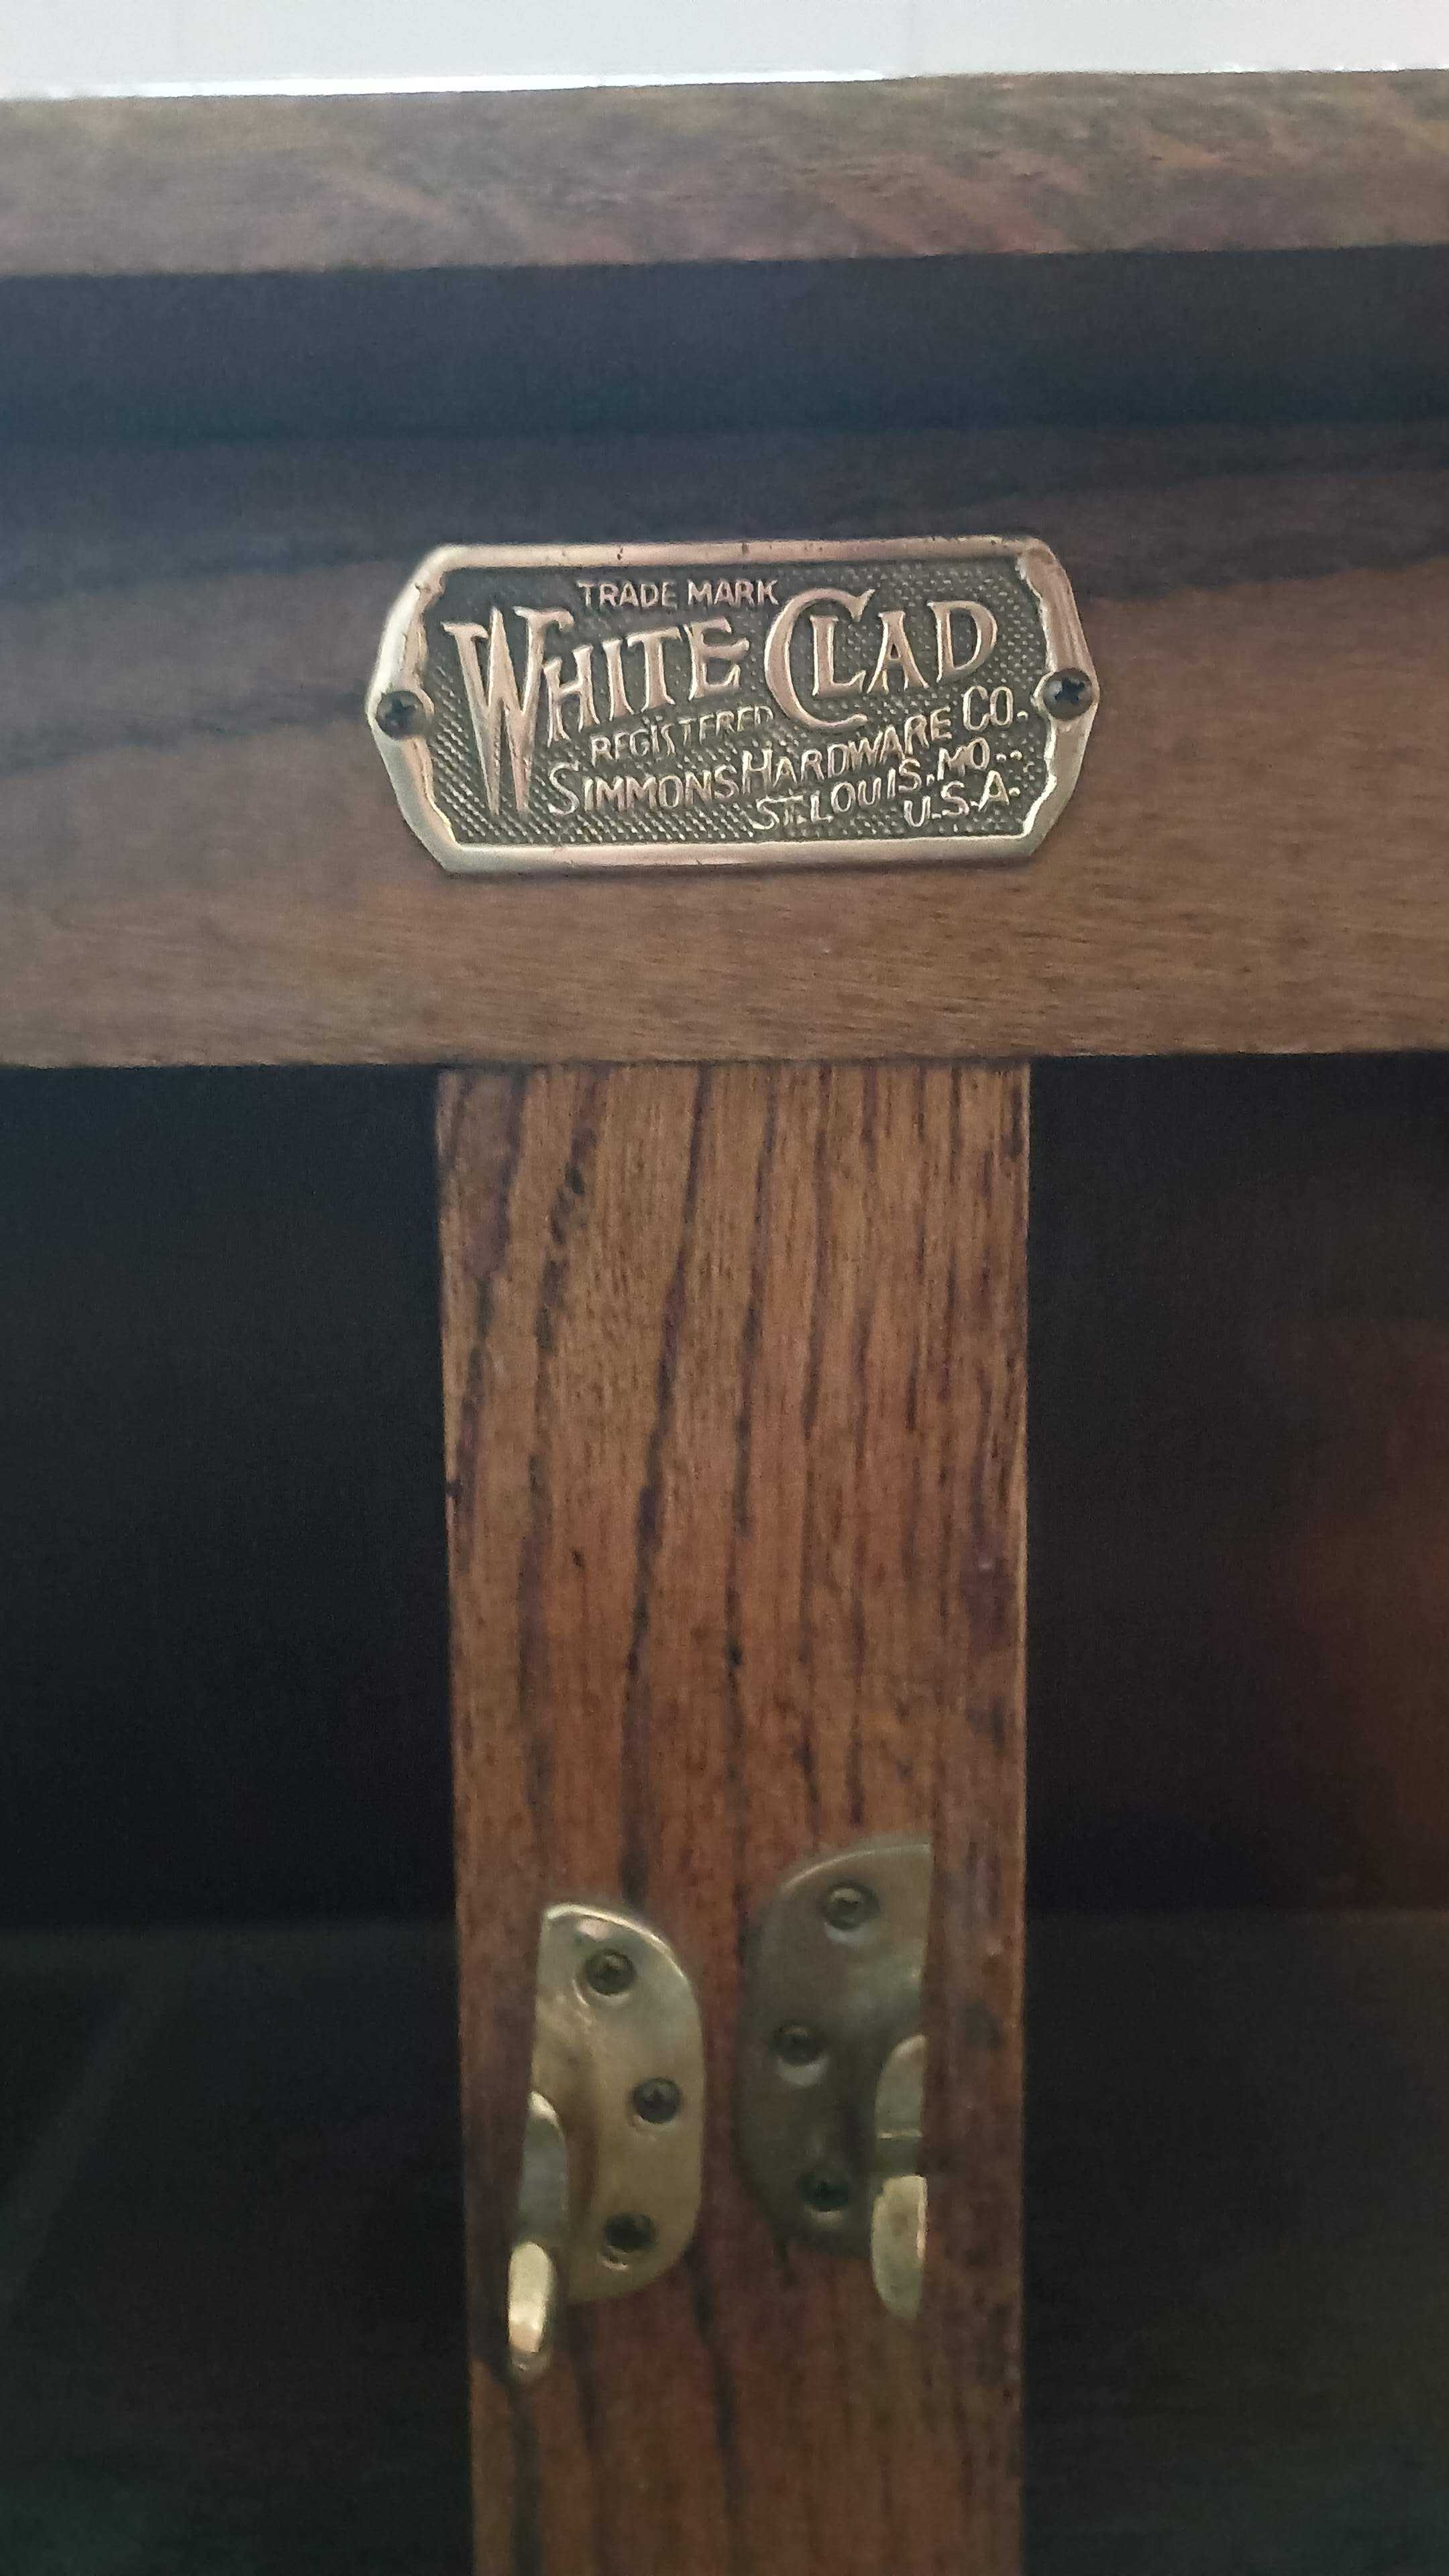 TRADE MARK
WHITE CLAD
REGISTERED
SIMMONS HARDWARE CO.
ST. LOUIS, MO..
U.S.A.